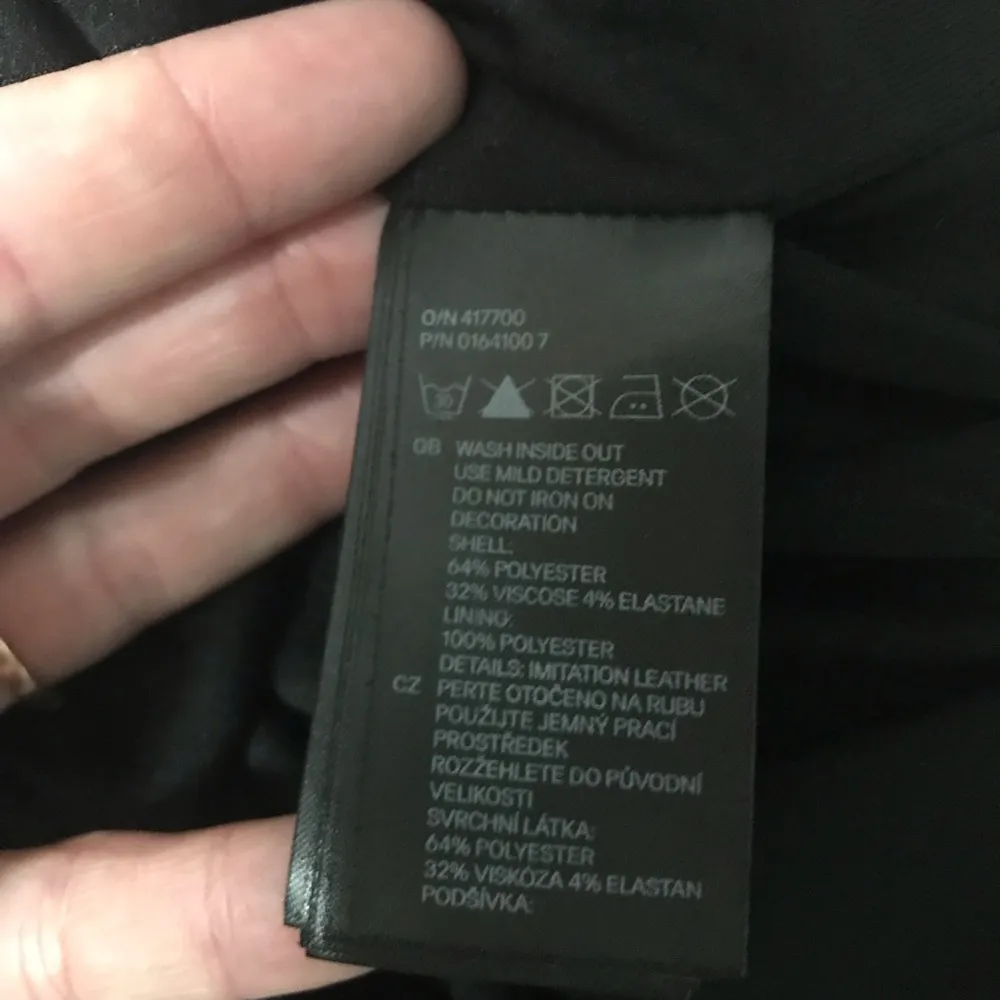 O/N 417700
P/N 0164100 7
30
GB WASH INSIDE OUT
USE MILD DETERGENT
DO NOT IRON ON
DECORATION
SHELL:
64% POLYESTER
32% VISCOSE 4% ELASTANE
LINING:
100% POLYESTER
DETAILS: IMITATION LEATHER
CZ PERTE OTOČENO NA RUBU
POUŽIJTE JEMNÝ PRACÍ
PROSTŘEDEK
ROZŽEHLETE DO PŮVODNÍ
VELIKOSTI
SVRCHNÍ LÁTKA:
64% POLYESTER
32% VISKÓZA 4% ELASTAN
PODŠÍVKA: